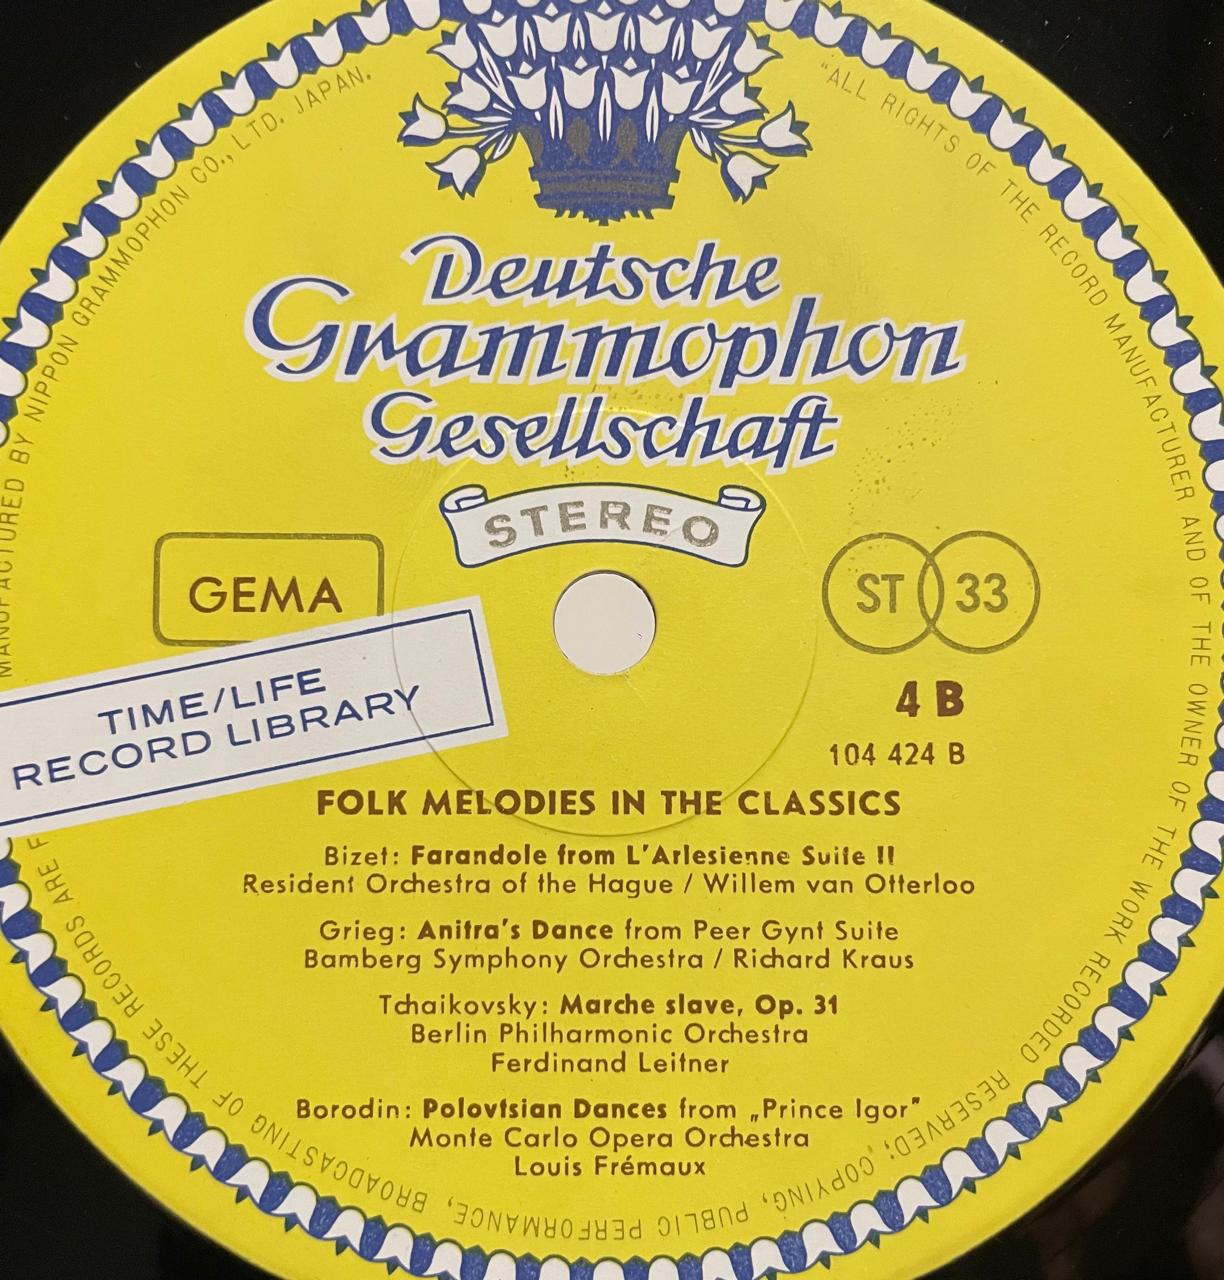 Deutsche
Grammophon
Gesellschaft
STEREO
GEMA
ST 33
TIME/LIFE
RECORD LIBRARY
4 B
104 424 B
FOLK MELODIES IN THE CLASSICS
Bizet: Farandole from L'Arlesienne Suite II
Resident Orchestra of the Hague / Willem van Otterloo
Grieg: Anitra's Dance from Peer Gynt Suite
Bamberg Symphony Orchestra / Richard Kraus
Tchaikovsky: Marche slave, Op. 31
Berlin Philharmonic Orchestra
Ferdinand Leitner
Borodin: Polovtsian Dances from „Prince Igor"
Monte Carlo Opera Orchestra
Louis Frémaux
"ALL RIGHTS OF THE RECORD MANUFACTURER AND OF THE OWNER OF THE WORK RECORDED RESERVED; COPYING, PUBLIC PERFORMANCE, BROADCASTING OF THESE RECORDS ARE
MANUFACTURED BY NIPPON GRAMMOPHON CO., LTD. JAPAN.